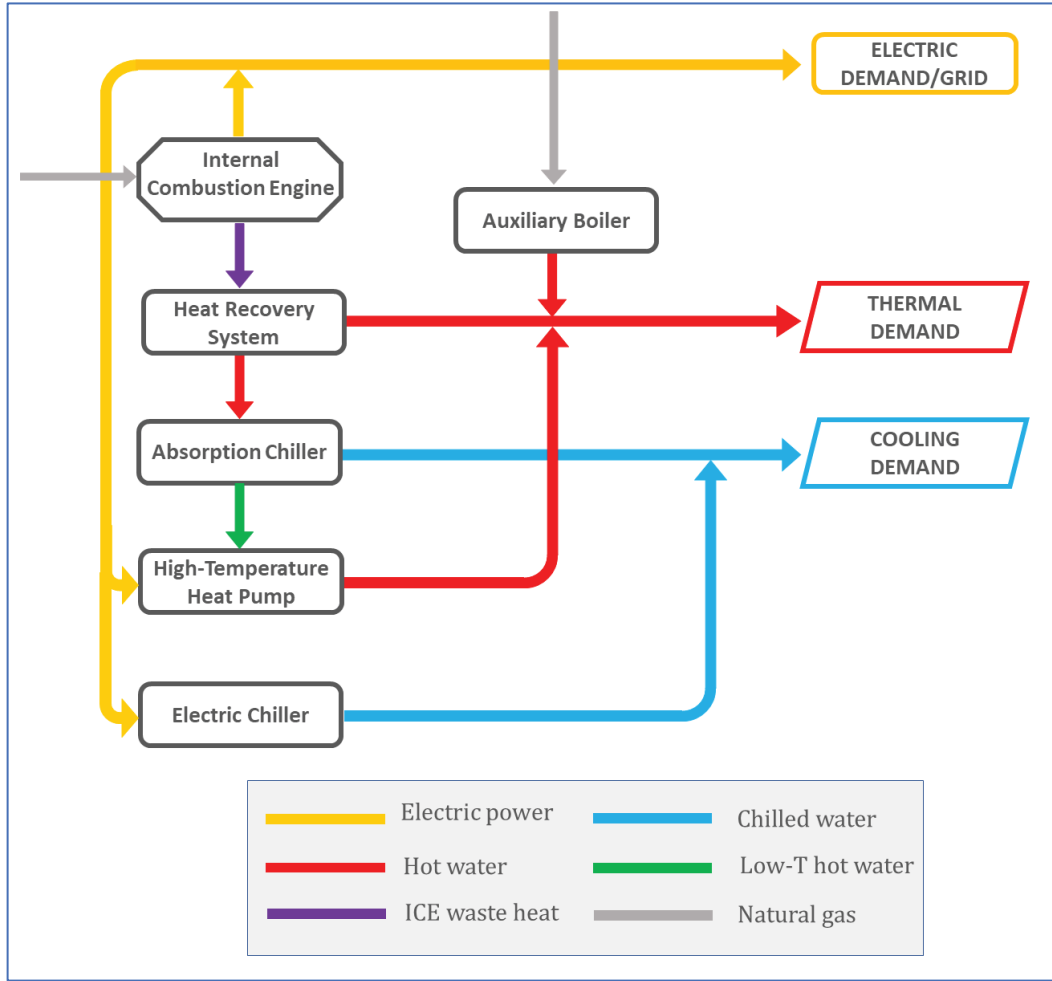 ELECTRIC
DEMAND/GRID
Internal
Combustion Engine
Auxiliary Boiler
Heat Recovery
System
THERMAL
DEMAND
Absorption Chiller
COOLING
DEMAND
High-Temperature
Heat Pump
Electric Chiller
Electric power
Chilled water
Hot water
Low-T hot water
ICE waste heat
Natural gas